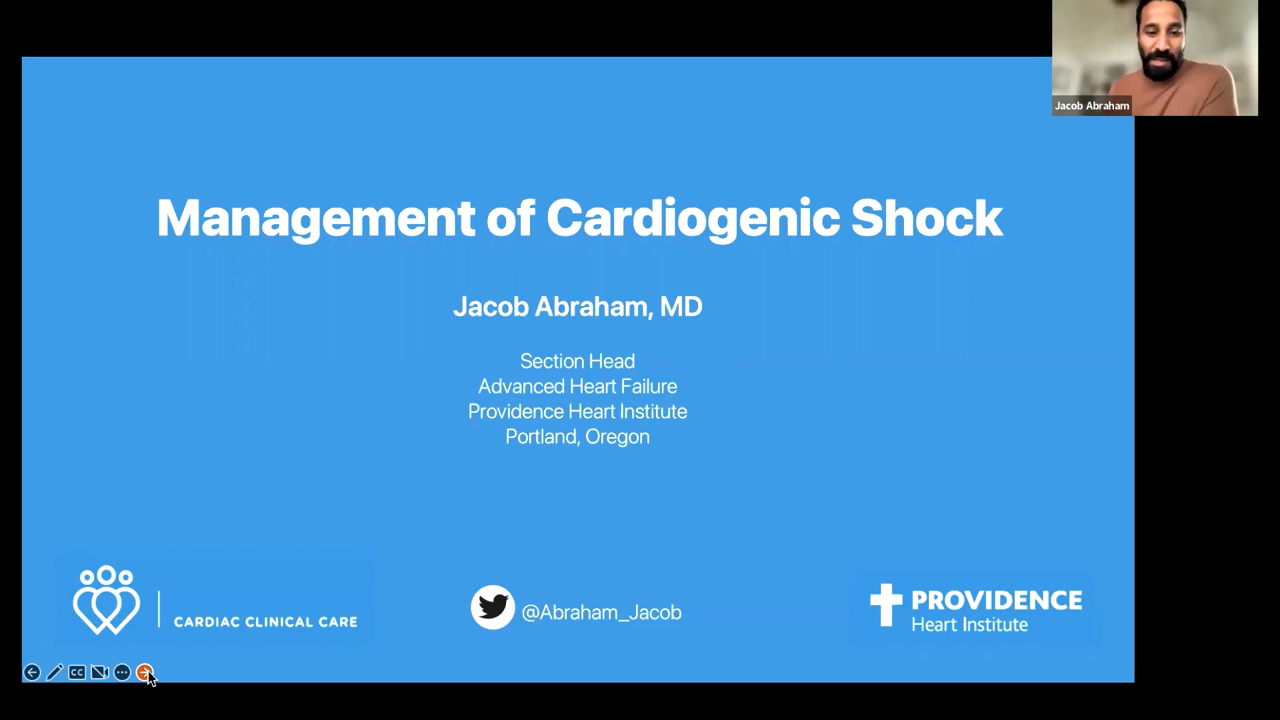 Jacob Abraham
Management of Cardiogenic Shock
Jacob Abraham, MD
Section Head
Advanced Heart Failure
Providence Heart Institute
Portland, Oregon
CARDIAC CLINICAL CARE
@Abraham_Jacob
PROVIDENCE
Heart Institute
CC